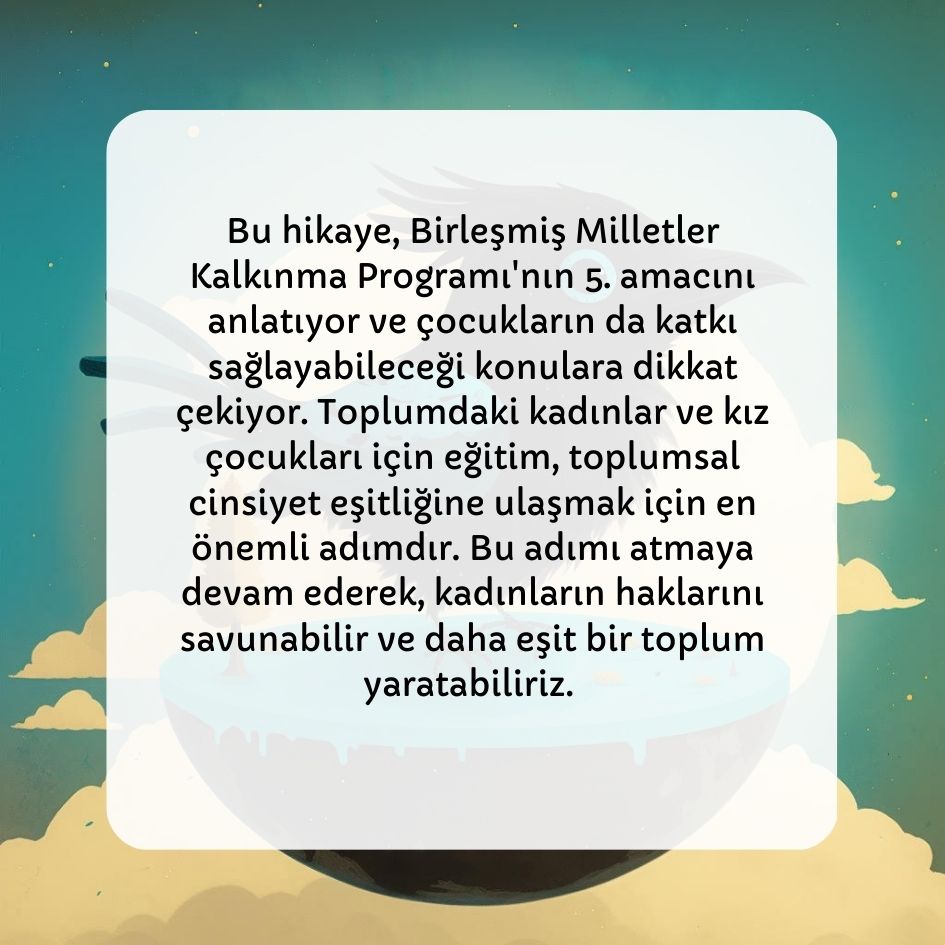 Bu hikaye, Birleşmiş Milletler
Kalkınma Programı'nın 5. amacını
anlatıyor ve çocukların da katkı
sağlayabileceği konulara dikkat
çekiyor. Toplumdaki kadınlar ve kız
çocukları için eğitim, toplumsal
cinsiyet eşitliğine ulaşmak için en
önemli adımdır. Bu adımı atmaya
devam ederek, kadınların haklarını
savunabilir ve daha eşit bir toplum
yaratabiliriz.